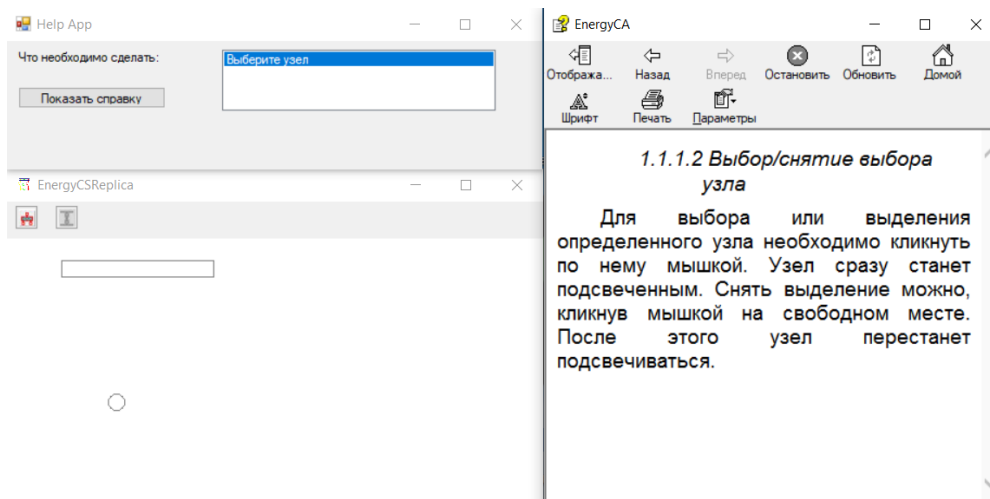 Help App
Что необходимо сделать:
Выберите узел
Показать справку
EnergyCSReplica
EnergyCA
Отобража...
Назад
Вперед
Остановить
Обновить
Домой
Шрифт
Печать
Параметры
1.1.1.2 Выбор/снятие выбора
узла
Для выбора или выделения
определенного узла необходимо кликнуть
по нему мышкой. Узел сразу станет
подсвеченным. Снять выделение можно,
кликнув мышкой на свободном месте.
После этого узел перестанет
подсвечиваться.